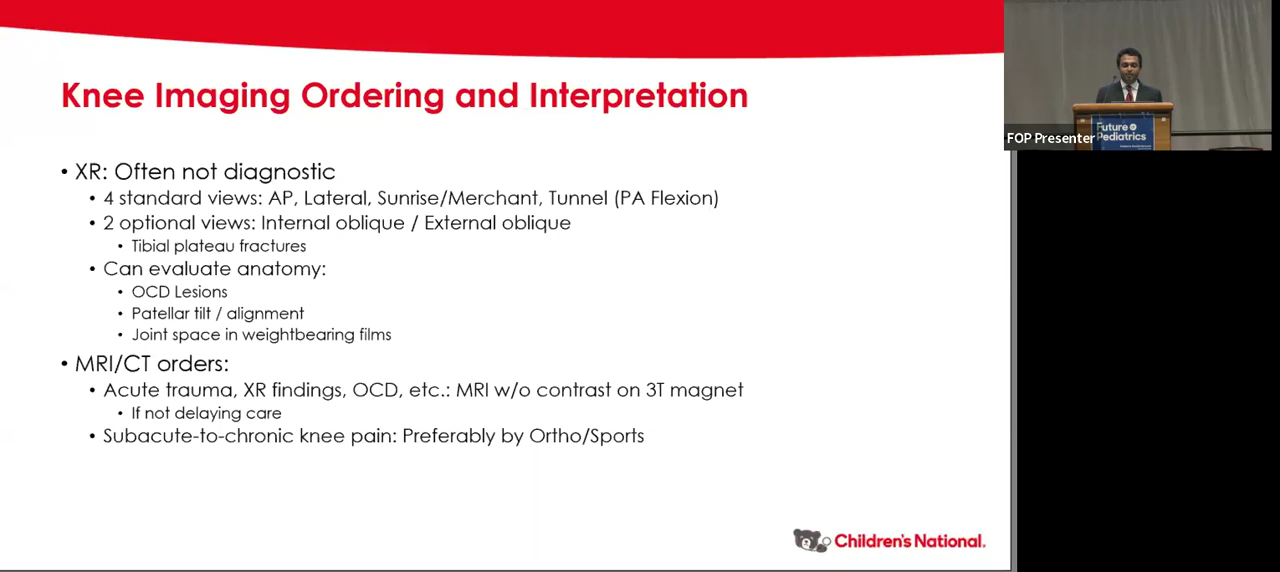 Knee Imaging Ordering and Interpretation
• XR: Often not diagnostic
• 4 standard views: AP, Lateral, Sunrise/Merchant, Tunnel (PA Flexion)
• 2 optional views: Internal oblique / External oblique
• Tibial plateau fractures
• Can evaluate anatomy:
• OCD Lesions
• Patellar tilt / alignment
• Joint space in weightbearing films
• MRI/CT orders:
• Acute trauma, XR findings, OCD, etc.: MRI w/o contrast on 3T magnet
• If not delaying care
• Subacute-to-chronic knee pain: Preferably by Ortho/Sports
Children's National.
FOP Presenter
Future of
Pediatrics